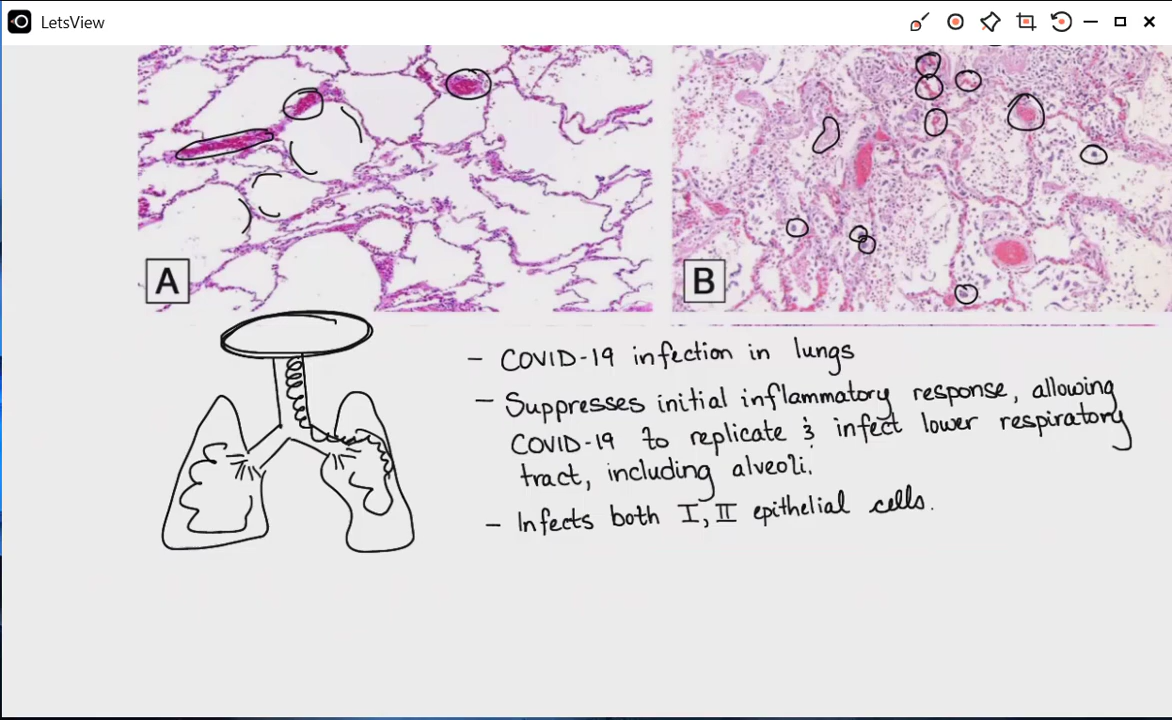 LetsView
A
B
- COVID-19 infection in lungs
- Suppresses initial inflammatory response, allowing
COVID-19 to replicate & infect lower respiratory
tract, including alveoli.
- Infects both I, II epithelial cells.